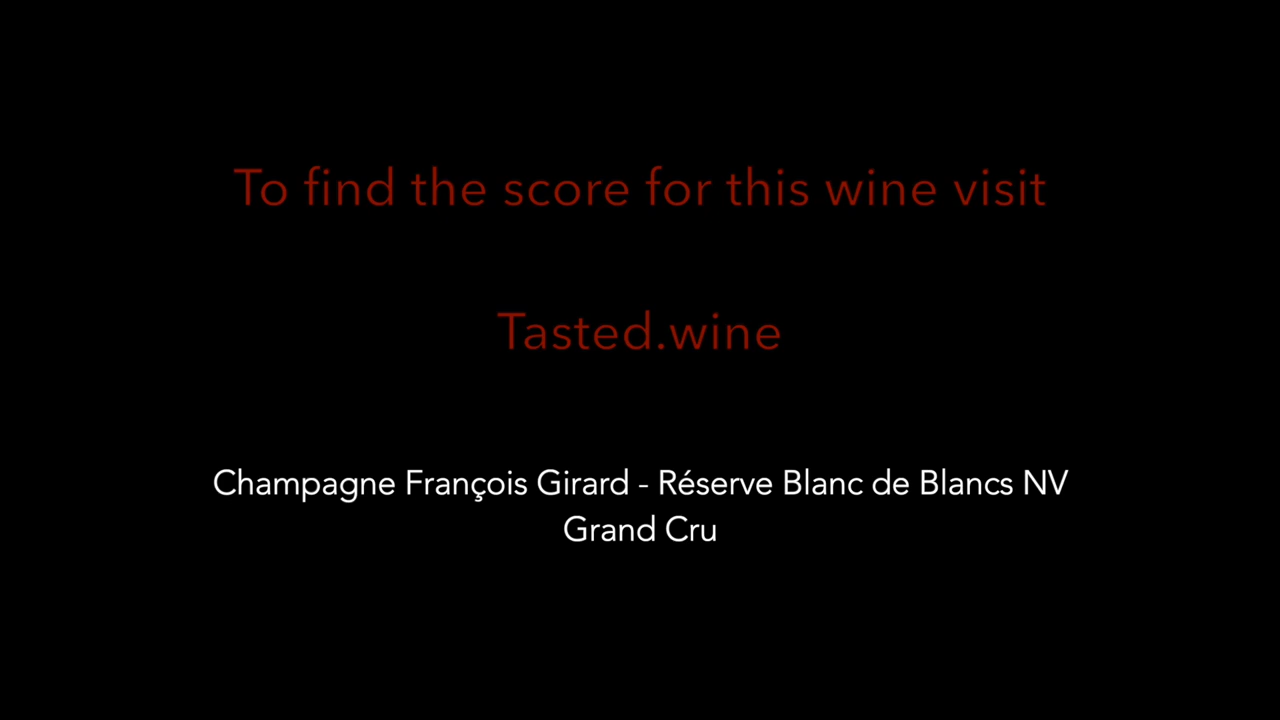 To find the score for this wine visit
Tasted.wine
Champagne François Girard - Réserve Blanc de Blancs NV
Grand Cru